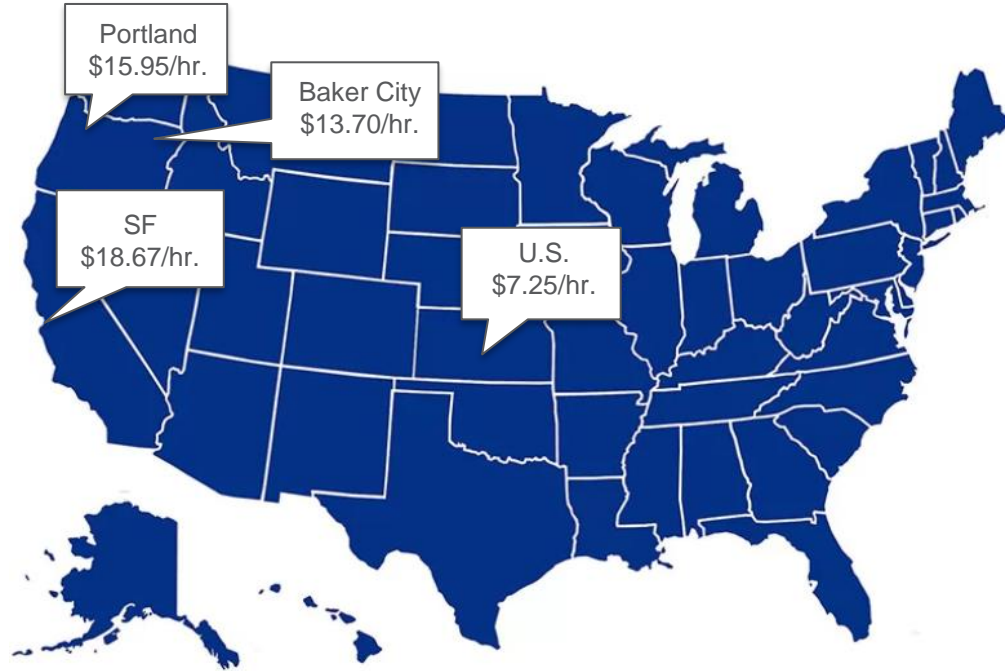 Portland
$15.95/hr.
Baker City
$13.70/hr.
SF
$18.67/hr.
U.S.
$7.25/hr.